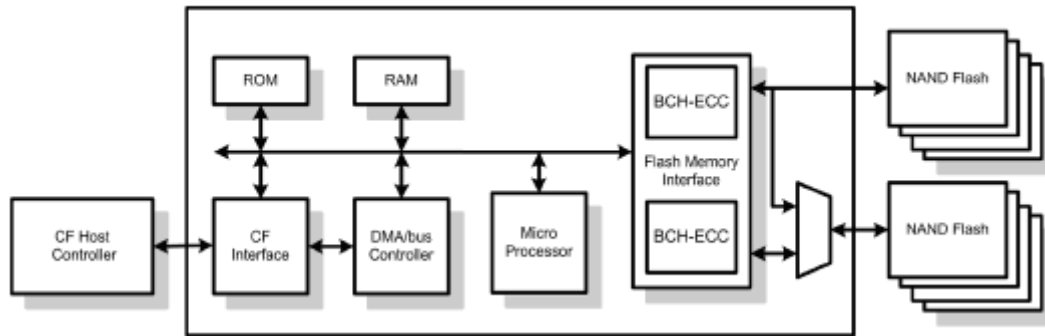 ROM
RAM
BCH-ECC
NAND Flash
Flash Memory
Interface
CF Host
Controller
CF
Interface
DMA/bus
Controller
Micro
Processor
BCH-ECC
NAND Flash